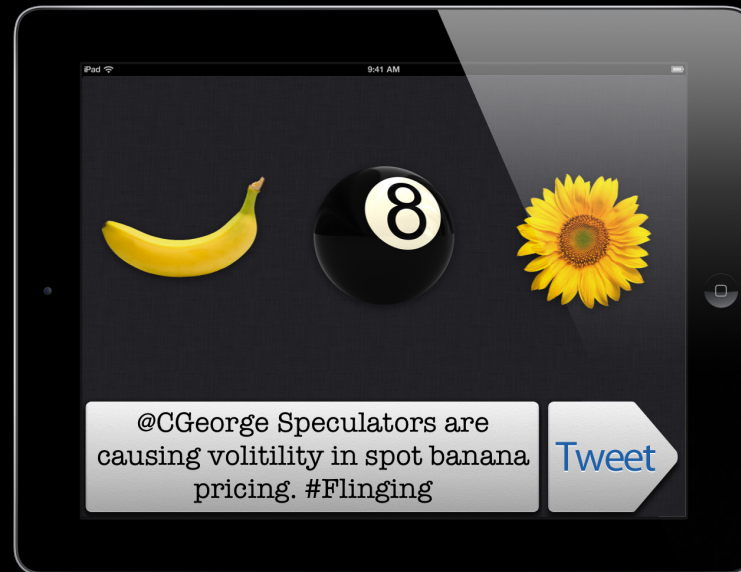 iPad 9:41 AM
8
@CGeorge Speculators are
causing volitility in spot banana
pricing. #Flinging
Tweet